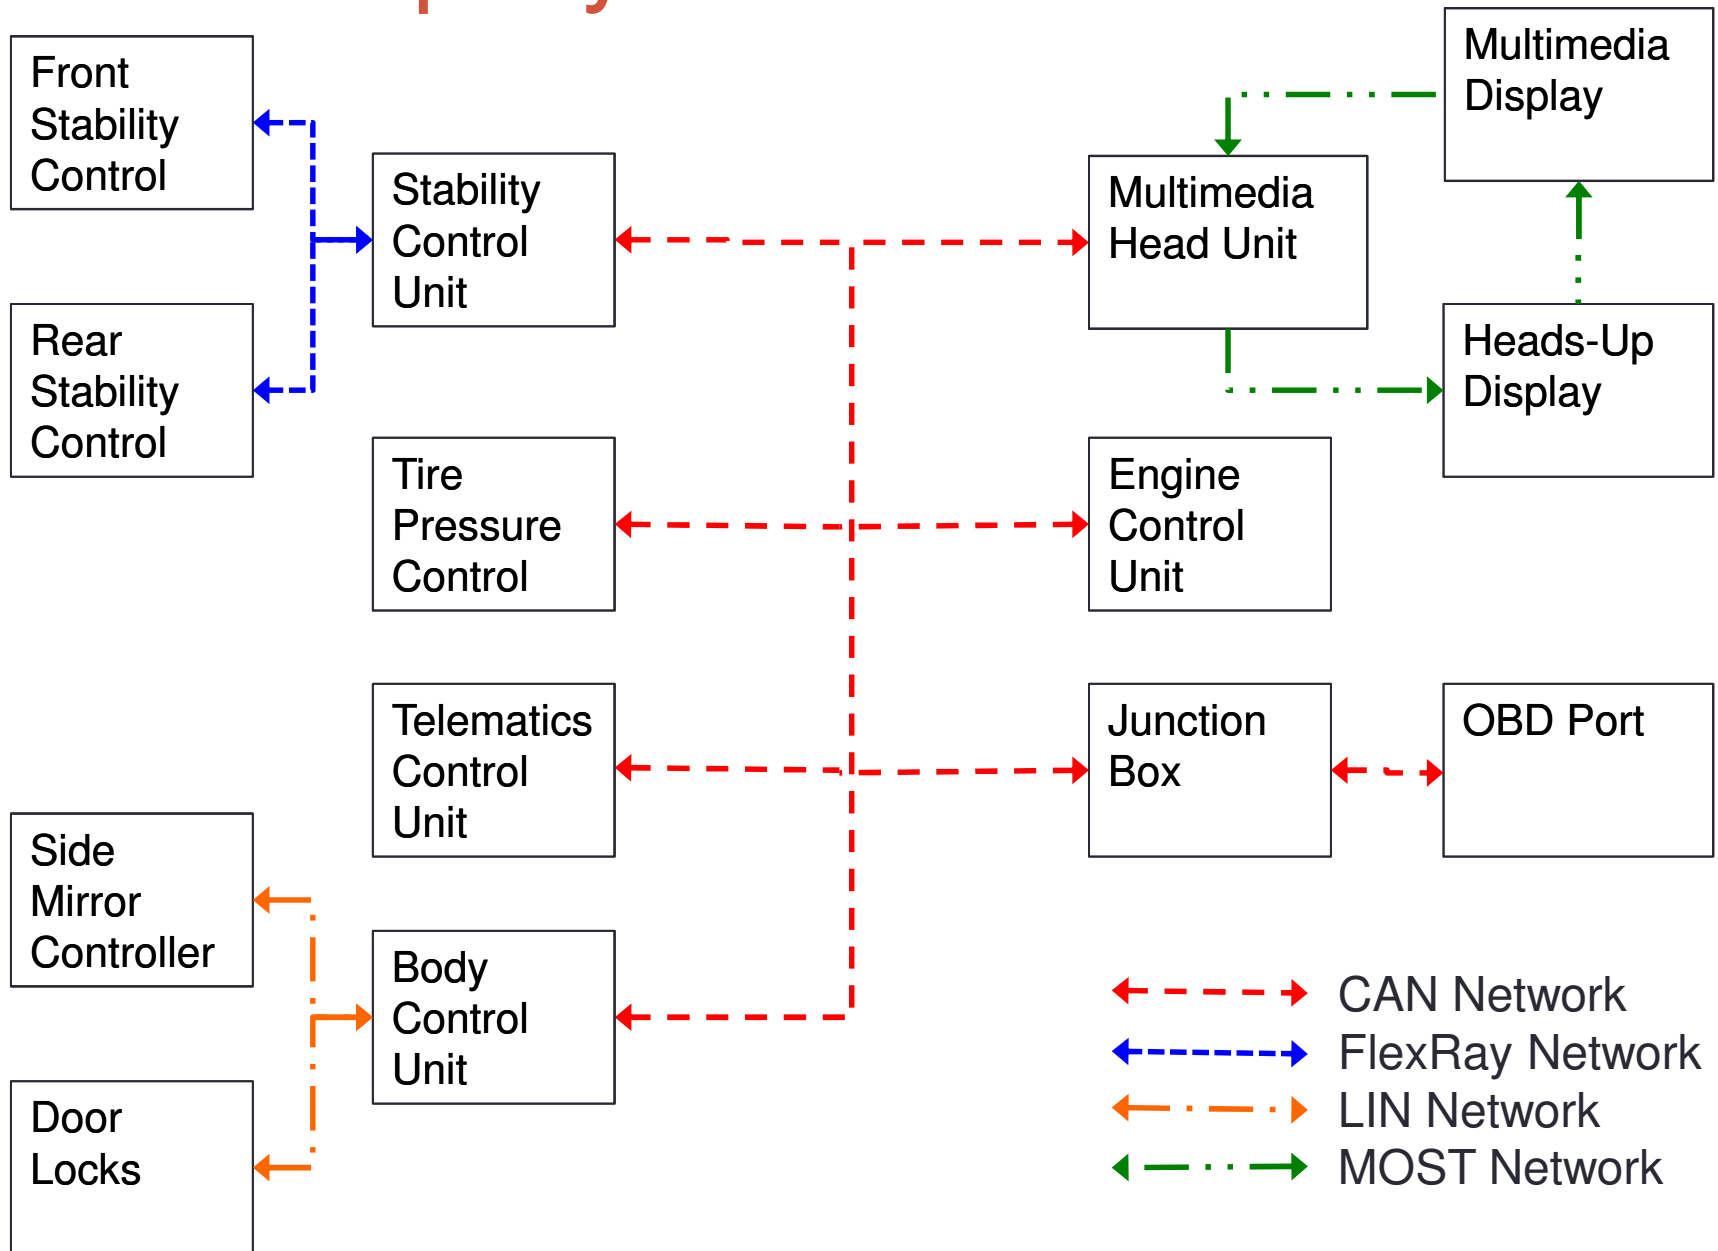 Front
Stability
Control
Stability
Control
Unit
Rear
Stability
Control
Multimedia
Display
Multimedia
Head Unit
Heads-Up
Display
Tire
Pressure
Control
Engine
Control
Unit
Telematics
Control
Unit
Junction
Box
OBD Port
Side
Mirror
Controller
Body
Control
Unit
Door
Locks
CAN Network
FlexRay Network
LIN Network
MOST Network